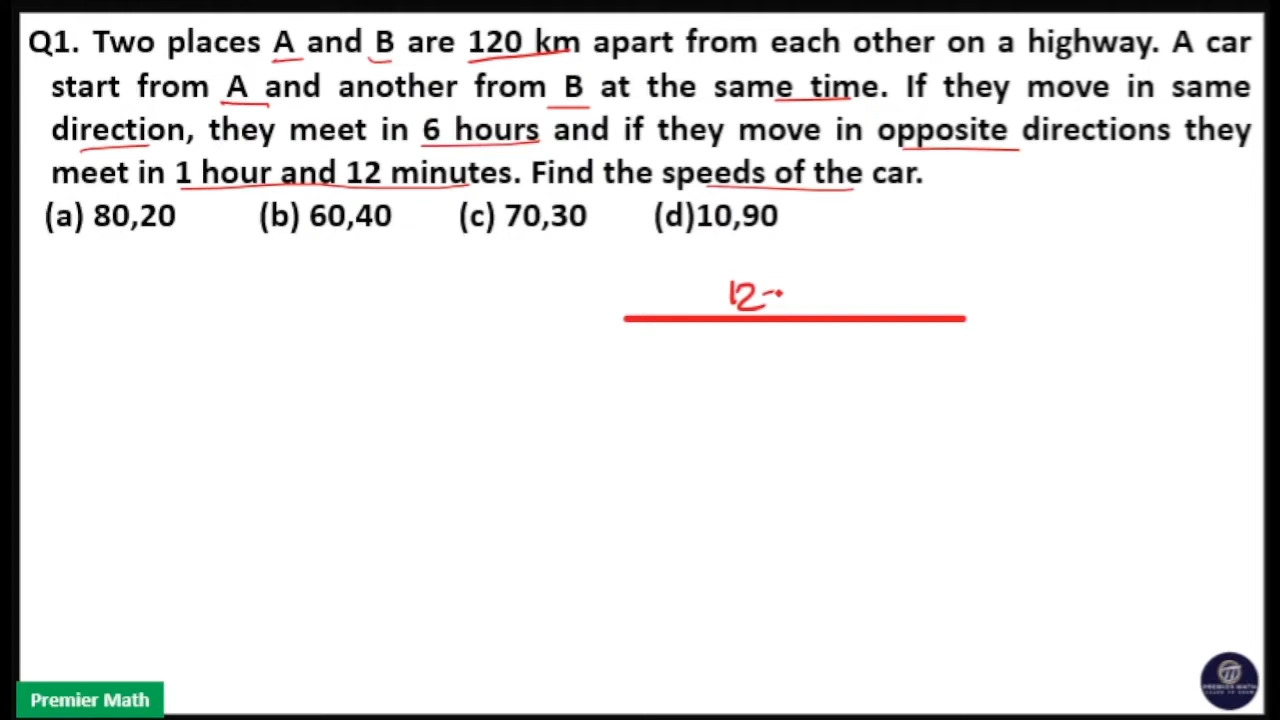 Q1. Two places A and B are 120 km apart from each other on a highway. A car
start from A and another from B at the same time. If they move in same
direction, they meet in 6 hours and if they move in opposite directions they
meet in 1 hour and 12 minutes. Find the speeds of the car.
(a) 80,20 (b) 60,40 (c) 70,30 (d)10,90
12
Premier Math
PREMIER MATH